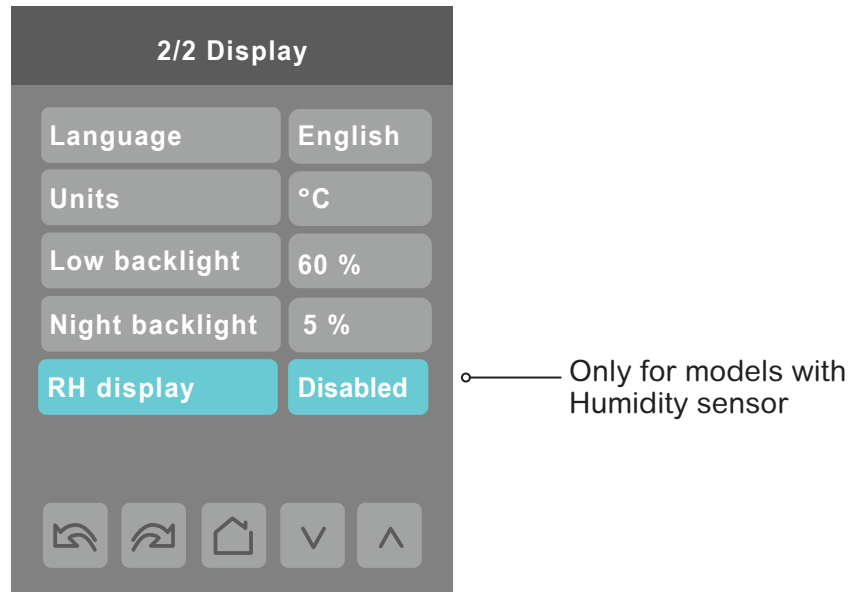 2/2 Display
Language English
Units °C
Low backlight 60 %
Night backlight 5 %
RH display Disabled
Only for models with
Humidity sensor